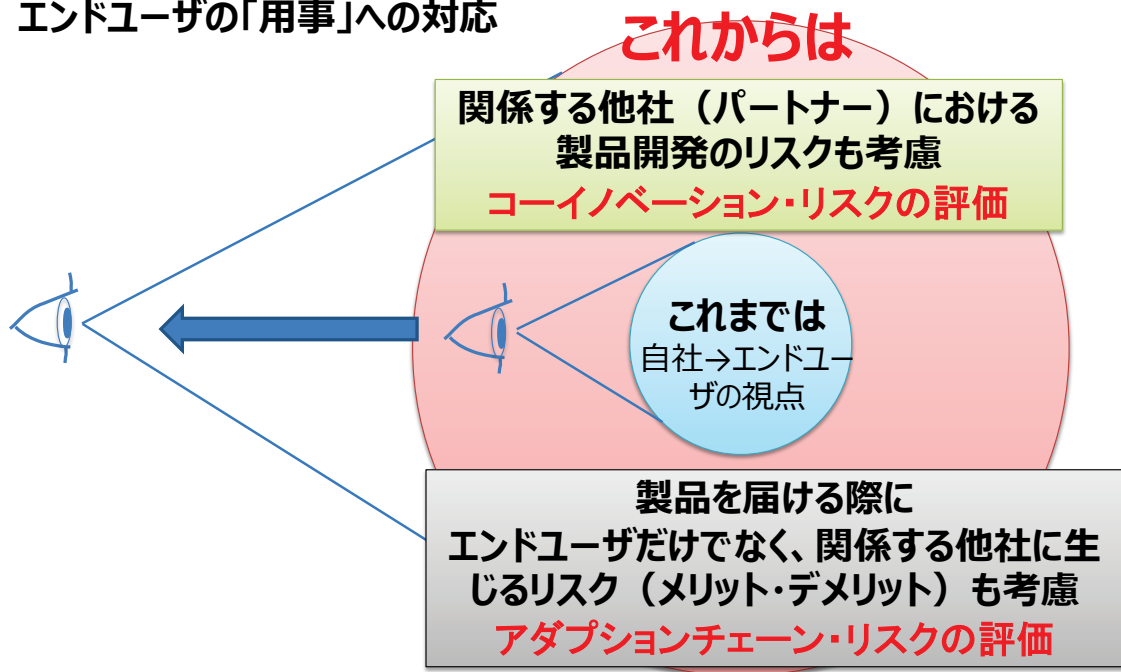 エンドユーザの「用事」への対応
これからは
関係する他社（パートナー）における
製品開発のリスクも考慮
コーイノベーション・リスクの評価
これまでは
自社→エンドユー
ザの視点
製品を届ける際に
エンドユーザだけでなく、関係する他社に生
じるリスク（メリット・デメリット）も考慮
アダプションチェーン・リスクの評価